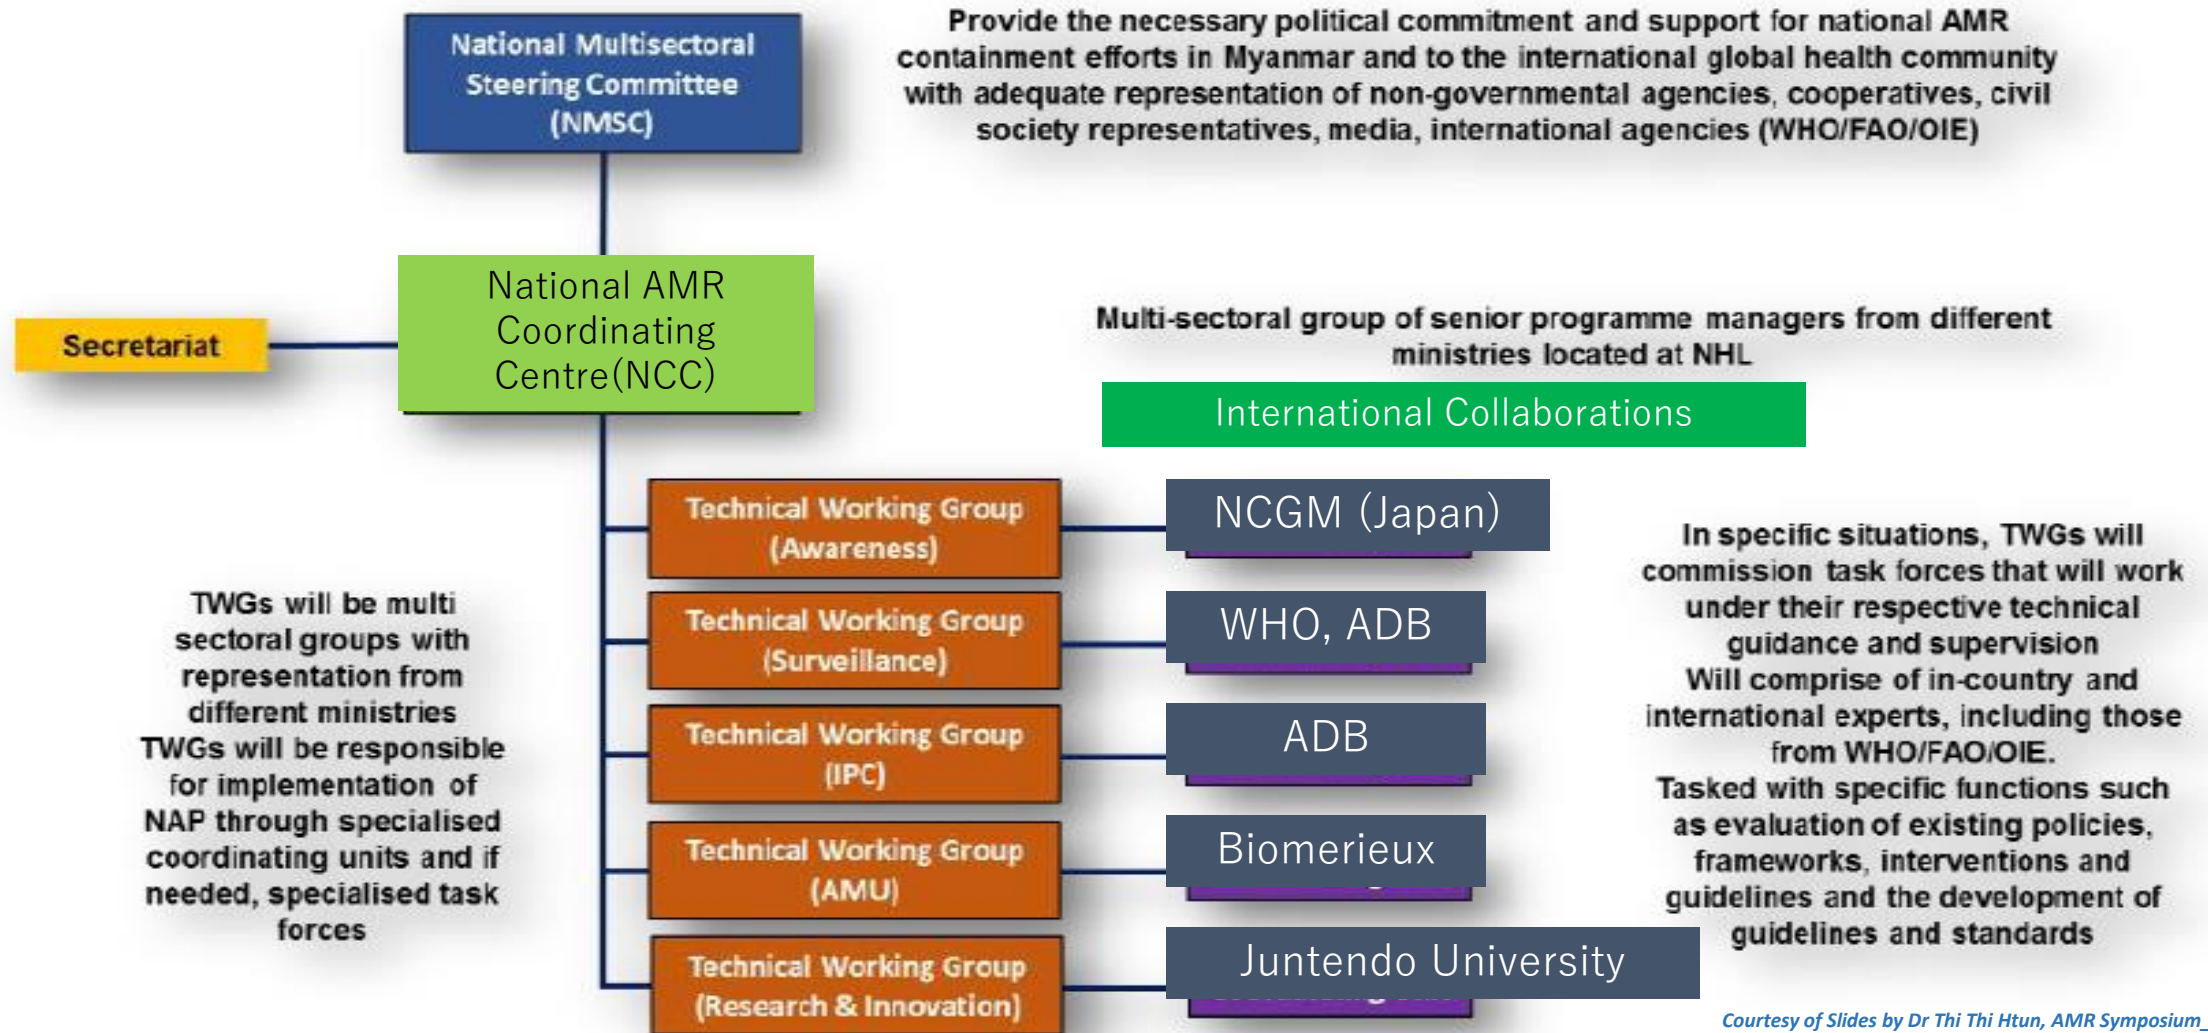 National Multisectoral
Steering Committee
(NMSC)
Provide the necessary political commitment and support for national AMR
containment efforts in Myanmar and to the international global health community
with adequate representation of non-governmental agencies, cooperatives, civil
society representatives, media, international agencies (WHO/FAO/OIE)
Secretariat
National AMR
Coordinating
Centre(NCC)
Multi-sectoral group of senior programme managers from different
ministries located at NHL
International Collaborations
TWGs will be multi
sectoral groups with
representation from
different ministries
TWGs will be responsible
for implementation of
NAP through specialised
coordinating units and if
needed, specialised task
forces
Technical Working Group
(Awareness)
NCGM (Japan)
Technical Working Group
(Surveillance)
WHO, ADB
Technical Working Group
(IPC)
ADB
Technical Working Group
(AMU)
Biomerieux
Technical Working Group
(Research & Innovation)
Juntendo University
In specific situations, TWGs will
commission task forces that will work
under their respective technical
guidance and supervision
Will comprise of in-country and
international experts, including those
from WHO/FAO/OIE.
Tasked with specific functions such
as evaluation of existing policies,
frameworks, interventions and
guidelines and the development of
guidelines and standards
Courtesy of Slides by Dr Thi Thi Htun, AMR Symposium_